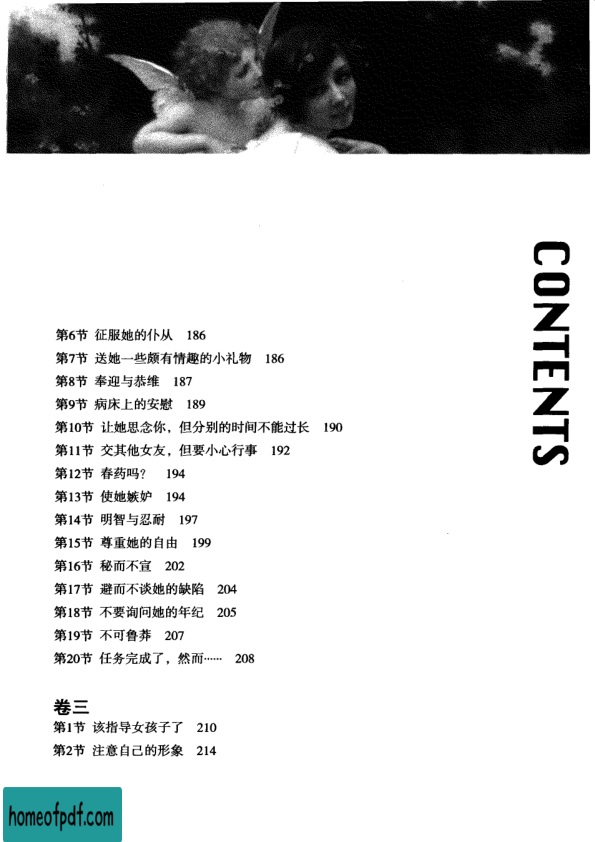 CONTENTS
第6节 征服她的仆从 186
第7节 送她一些颇有情趣的小礼物 186
第8节 奉迎与恭维 187
第9节 病床上的安慰 189
第10节 让她思念你，但分别的时间不能过长 190
第11节 交其他女友，但要小心行事 192
第12节 春药吗？ 194
第13节 使她嫉妒 194
第14节 明智与忍耐 197
第15节 尊重她的自由 199
第16节 秘而不宣 202
第17节 避而不谈她的缺陷 204
第18节 不要询问她的年纪 205
第19节 不可鲁莽 207
第20节 任务完成了，然而…… 208
卷三
第1节 该指导女孩子了 210
第2节 注意自己的形象 214
homeofpdf.com